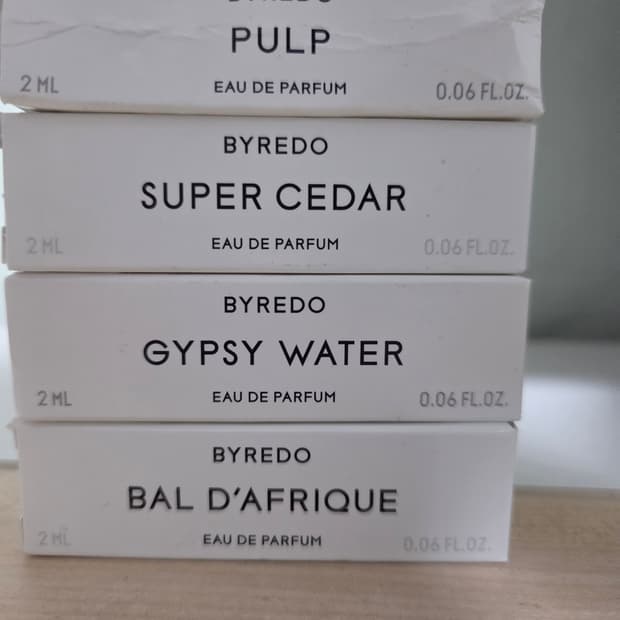 BYREDO
PULP
2 ML EAU DE PARFUM 0.06 FL.OZ.
BYREDO
SUPER CEDAR
2 ML EAU DE PARFUM 0.06 FL.OZ.
BYREDO
GYPSY WATER
2 ML EAU DE PARFUM 0.06 FL.OZ.
BYREDO
BAL D'AFRIQUE
2 ML EAU DE PARFUM 0.06 FL.OZ.